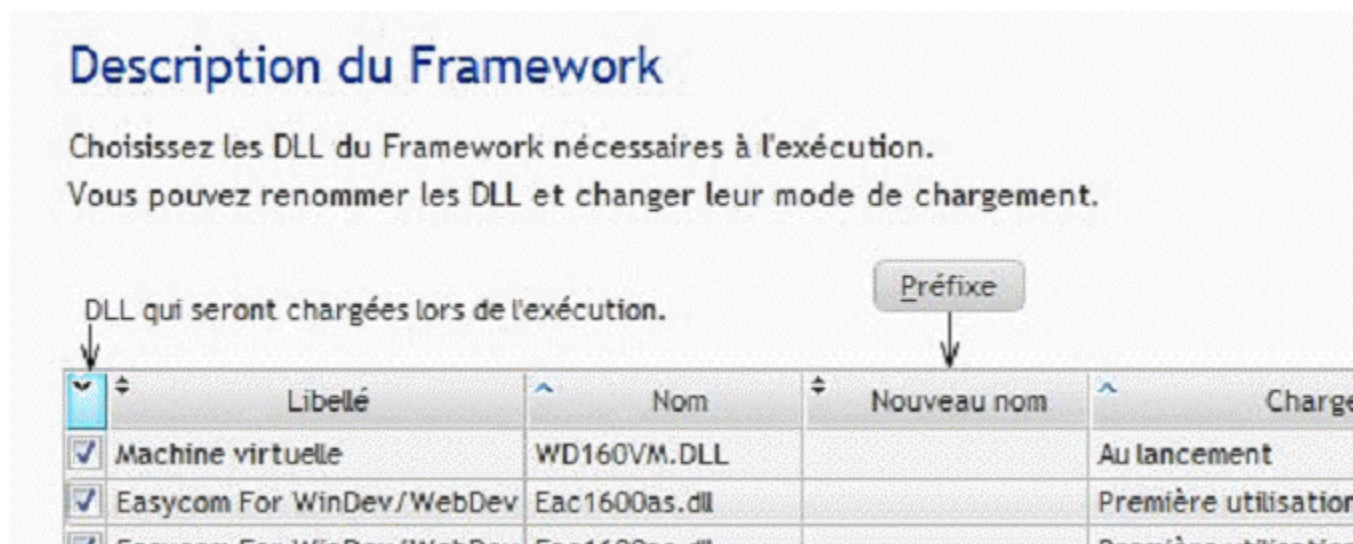 Description du Framework
Choisissez les DLL du Framework nécessaires à l'exécution.
Vous pouvez renommer les DLL et changer leur mode de chargement.
Préfixe
DLL qui seront chargées lors de l'exécution.
Libellé Nom Nouveau nom
Machine virtuelle WD160VM.DLL Au lancement
Easycom For WinDev/WebDev Eac1600as.dll Première utilisation